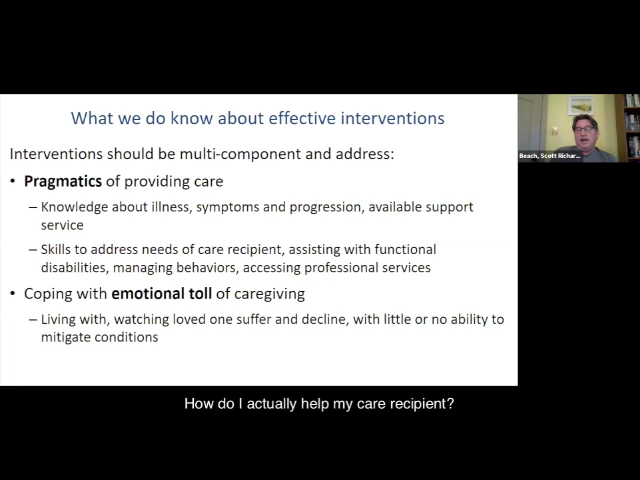 What we do know about effective interventions
Interventions should be multi-component and address:
• Pragmatics of providing care
– Knowledge about illness, symptoms and progression, available support
service
– Skills to address needs of care recipient, assisting with functional
disabilities, managing behaviors, accessing professional services
• Coping with emotional toll of caregiving
– Living with, watching loved one suffer and decline, with little or no ability to
mitigate conditions
Beach, Scott Richar...
How do I actually help my care recipient?